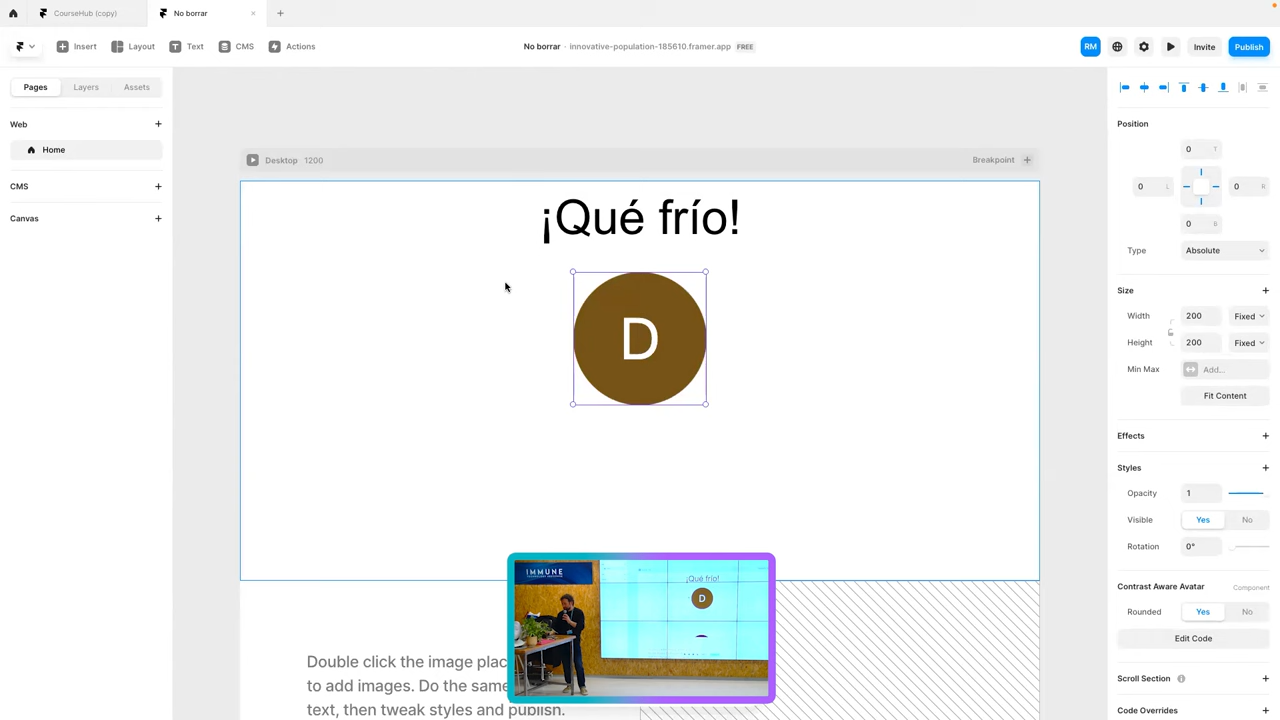 CourseHub (copy)
No borrar
Insert
Layout
Text
CMS
Actions
No borrar · innovative-population-185610.framer.app FREE
RM
Invite
Publish
Pages
Layers
Assets
Web
Home
CMS
Canvas
Desktop 1200
Breakpoint
¡Qué frío!
D
Double click the image plac
to add images. Do the same
text, then tweak styles and publish.
IMMUNE
¡Qué frío!
D
Position
0 T
0 L
0 R
0 B
Type Absolute
Size
Width 200 Fixed
Height 200 Fixed
Min Max Add...
Fit Content
Effects
Styles
Opacity 1
Visible Yes No
Rotation 0°
Contrast Aware Avatar Component
Rounded Yes No
Edit Code
Scroll Section
Code Overrides